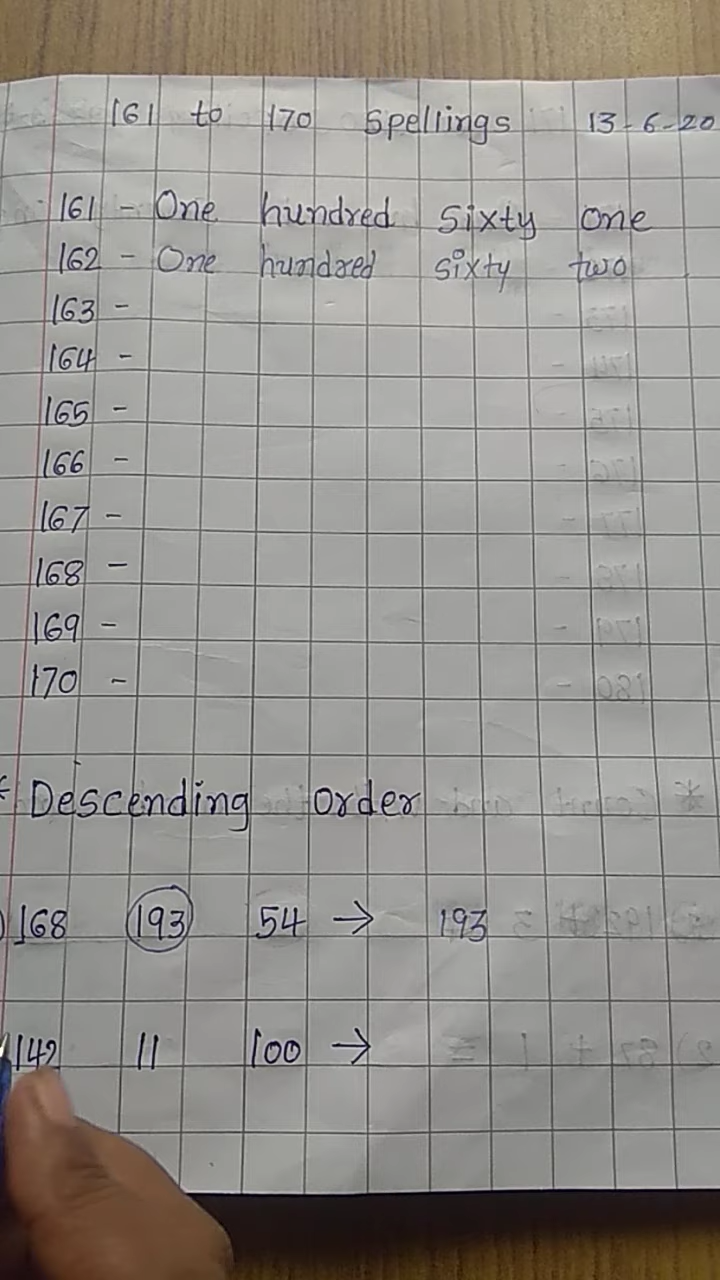 161 to 170 Spellings 13-6-20
161 - One hundred sixty one
162 - One hundred sixty two
163 -
164 -
165 -
166 -
167 -
168 -
169 -
170 -
* Descending order
) 168 193 54 → 193
142 11 100 →